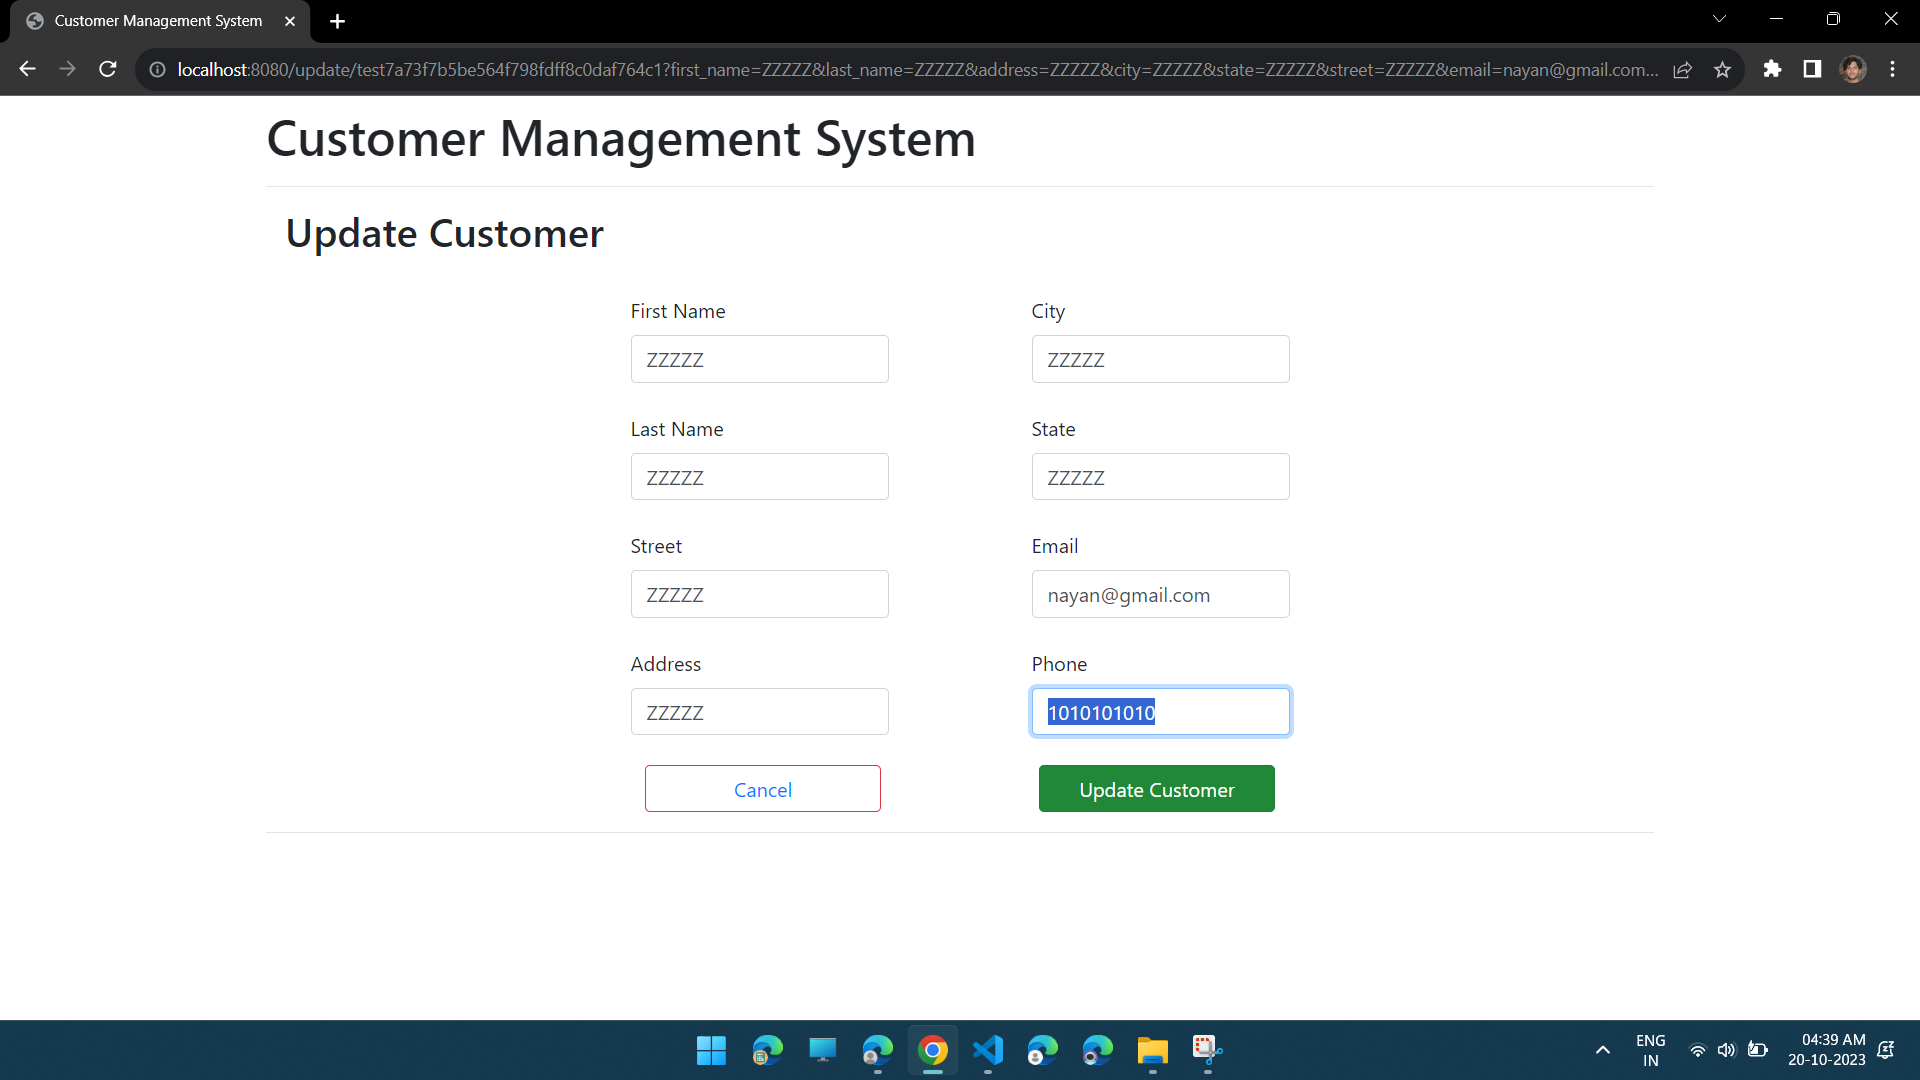 Customer Management System
localhost:8080/update/test7a73f7b5be564f798fdff8c0daf764c1?first_name=ZZZZZ&last_name=ZZZZZ&address=ZZZZZ&city=ZZZZZ&state=ZZZZZ&street=ZZZZZ&email=nayan@gmail.com...
Customer Management System
Update Customer
First Name
City
ZZZZZ
ZZZZZ
Last Name
State
ZZZZZ
ZZZZZ
Street
Email
ZZZZZ
nayan@gmail.com
Address
Phone
ZZZZZ
1010101010
Cancel
Update Customer
ENG
IN
04:39 AM
20-10-2023